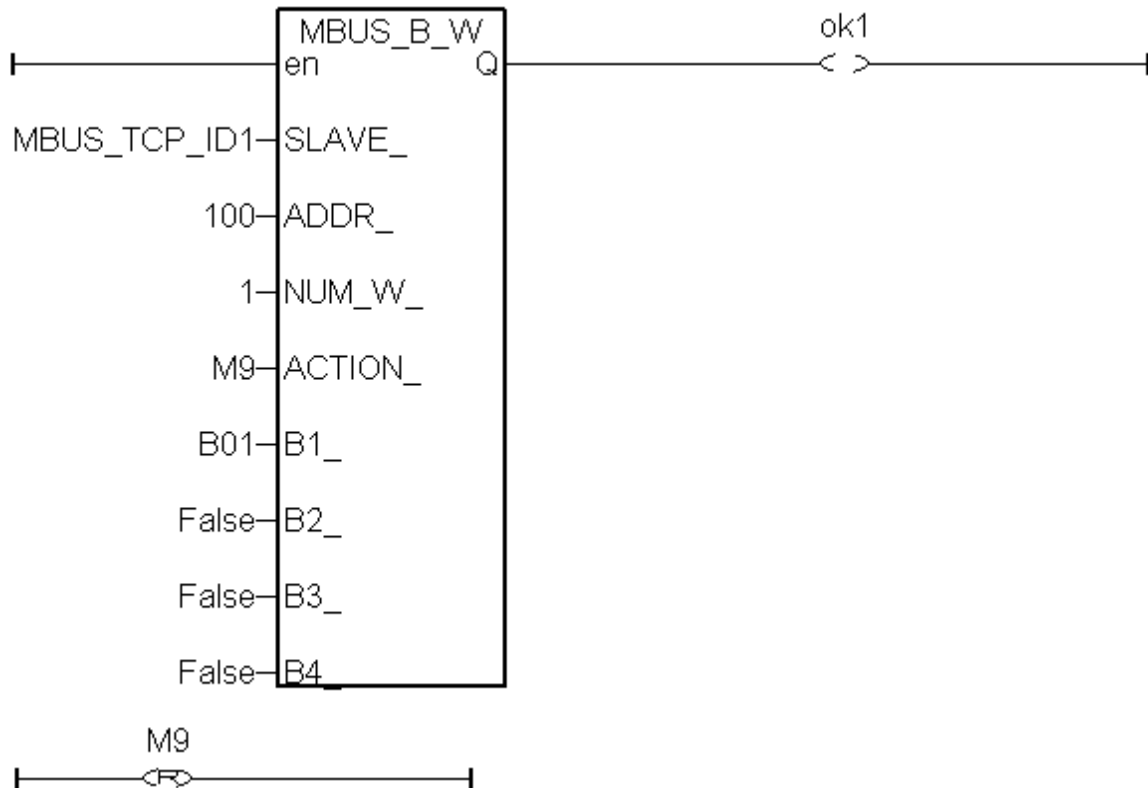 MBUS_B_W
ok1
en Q
MBUS_TCP_ID1 SLAVE_
100 ADDR_
1 NUM_W_
M9 ACTION_
B01 B1_
False B2_
False B3_
False B4_
M9
R